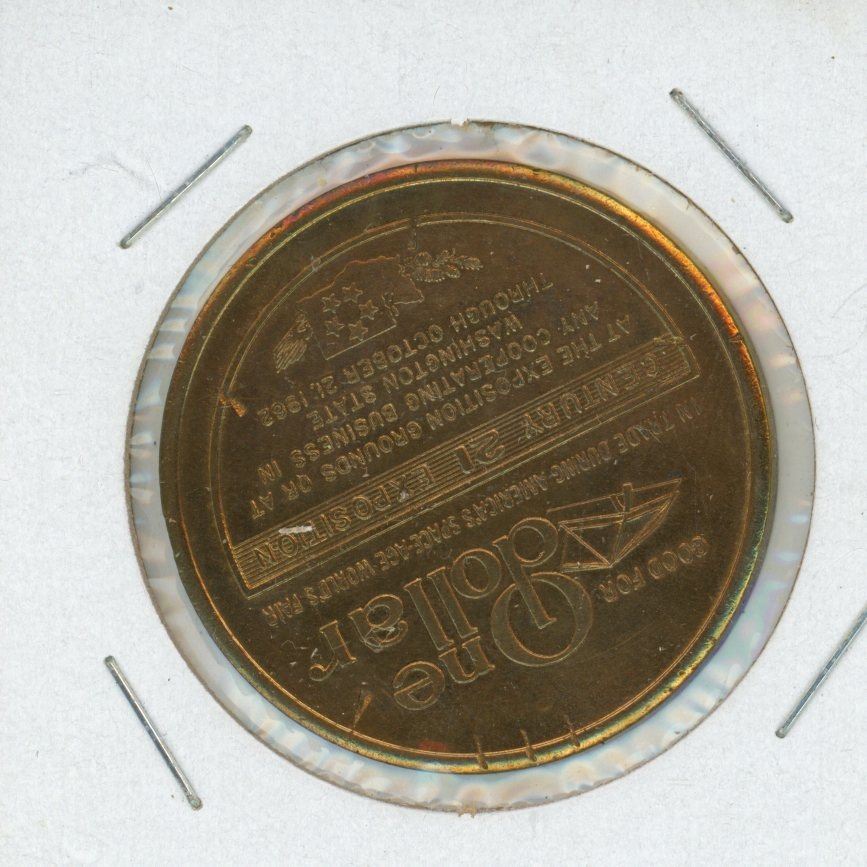 GOOD FOR
One
dollar
IN TRADE DURING AMERICA'S SPACE-AGE WORLD'S FAIR
CENTURY 21 EXPOSITION
AT THE EXPOSITION GROUNDS OR AT
ANY COOPERATING BUSINESS IN
WASHINGTON STATE
THROUGH OCTOBER 21, 1962